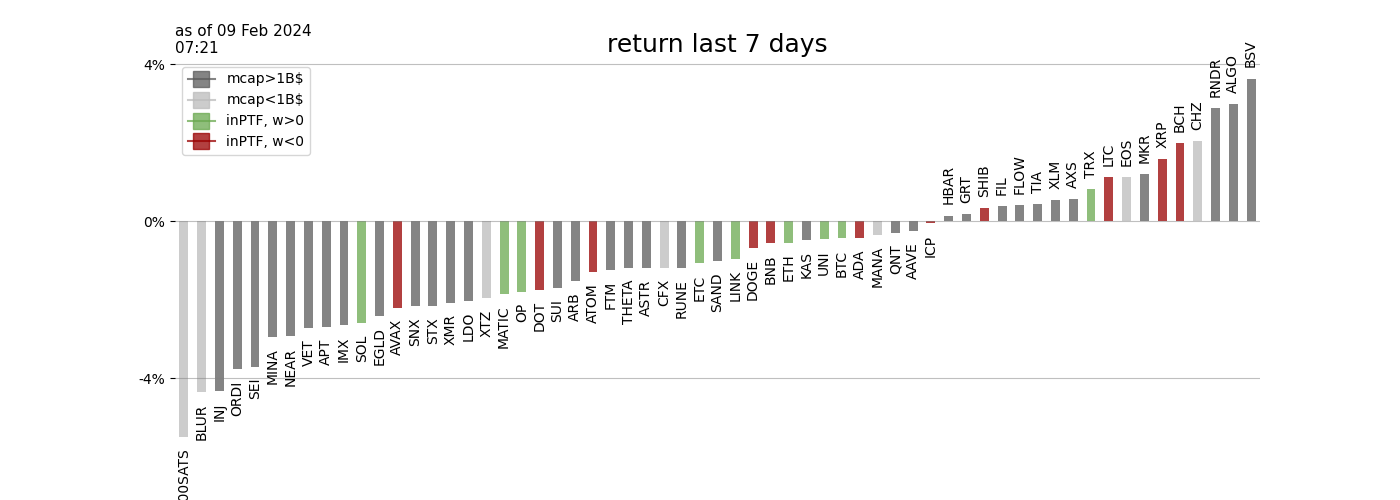 as of 09 Feb 2024
07:21
return last 7 days
mcap>1B$
mcap<1B$
inPTF, w>0
inPTF, w<0
4%
0%
-4%
00SATS
BLUR
INJ
ORDI
SEI
MINA
NEAR
VET
APT
IMX
SOL
EGLD
AVAX
SNX
STX
XMR
LDO
XTZ
MATIC
OP
DOT
SUI
ARB
ATOM
FTM
THETA
ASTR
CFX
RUNE
ETC
SAND
LINK
DOGE
BNB
ETH
KAS
UNI
BTC
ADA
MANA
QNT
AAVE
ICP
HBAR
GRT
SHIB
FIL
FLOW
TIA
XLM
AXS
TRX
LTC
EOS
MKR
XRP
BCH
CHZ
RNDR
ALGO
BSV